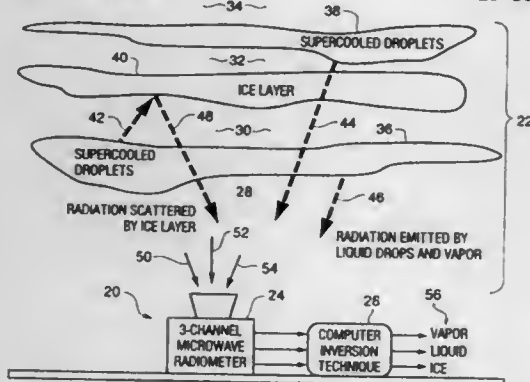 34
38
SUPERCOOLED DROPLETS
40
32
ICE LAYER
22
42
48
30
44
36
SUPERCOOLED
DROPLETS
28
46
RADIATION SCATTERED
BY ICE LAYER
52
RADIATION EMITTED BY
LIQUID DROPS AND VAPOR
50
54
20
24
26
56
3-CHANNEL
MICROWAVE
RADIOMETER
COMPUTER
INVERSION
TECHNIQUE
VAPOR
LIQUID
ICE